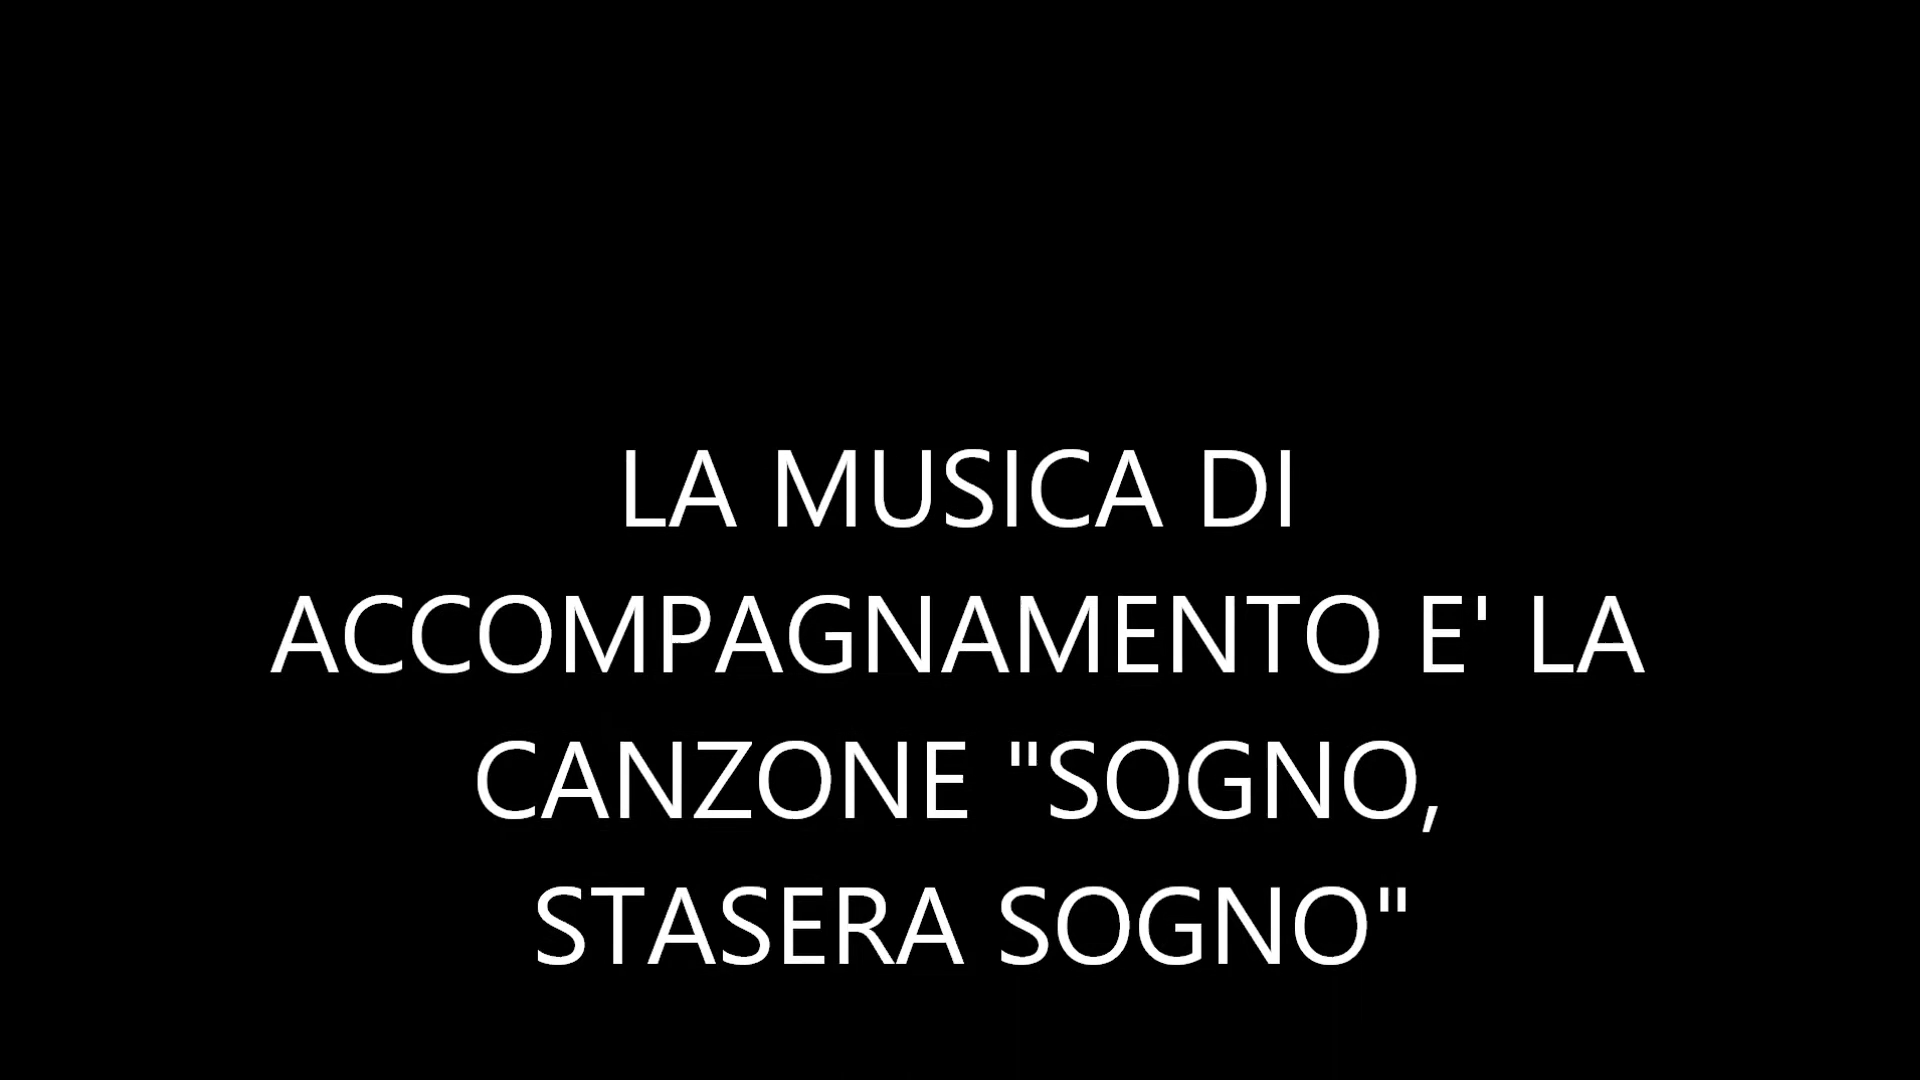 LA MUSICA DI
ACCOMPAGNAMENTO E' LA
CANZONE "SOGNO,
STASERA SOGNO"